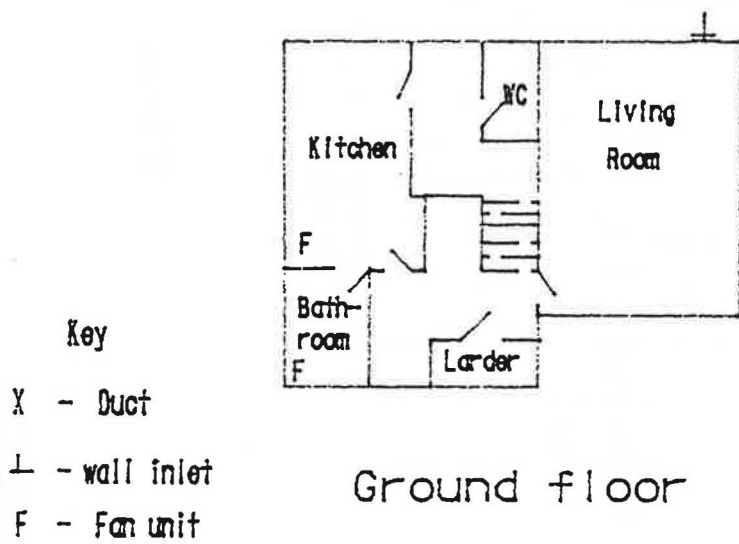 WC
Living
Room
Kitchen
F
Bath-
room
F
Larder
Key
X - Duct
⊥ - wall inlet
F - Fan unit
Ground floor